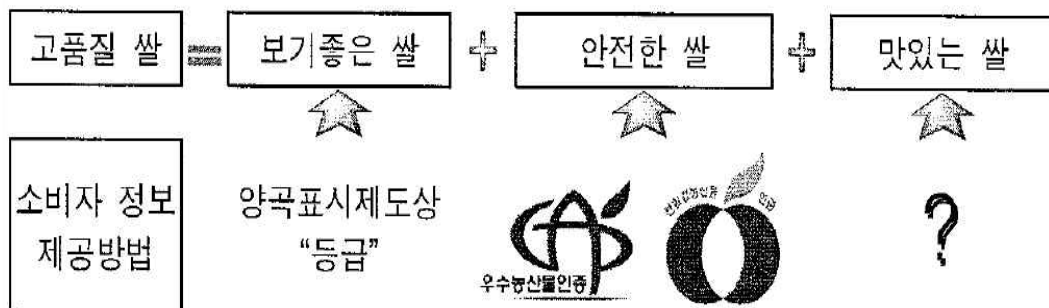 고품질 쌀 = 보기좋은 쌀 + 안전한 쌀 + 맛있는 쌀
소비자 정보
제공방법
양곡표시제도상
“등급”
우수농산물인증
?